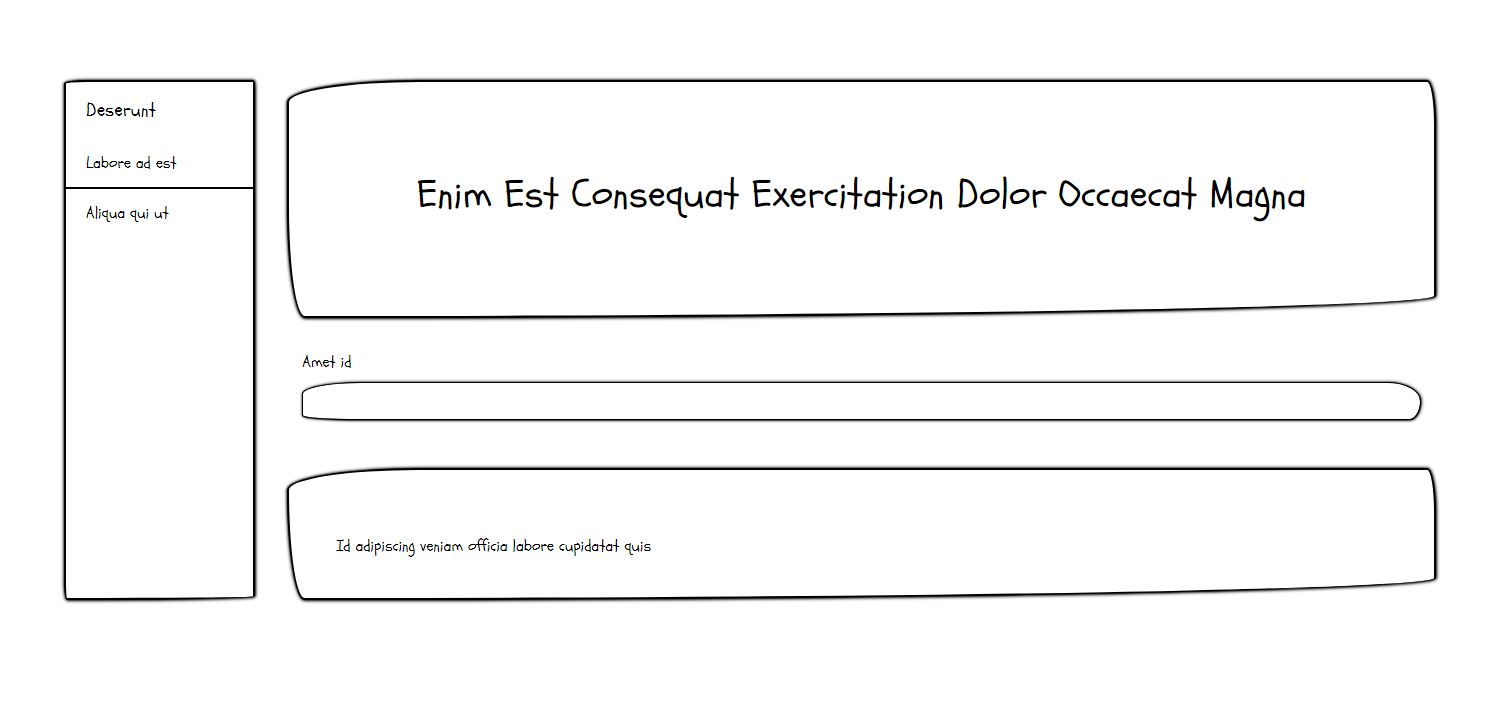 Deserunt
Labore ad est
Aliqua qui ut
Enim Est Consequat Exercitation Dolor Occaecat Magna
Amet id
Id adipiscing veniam officia labore cupidatat quis